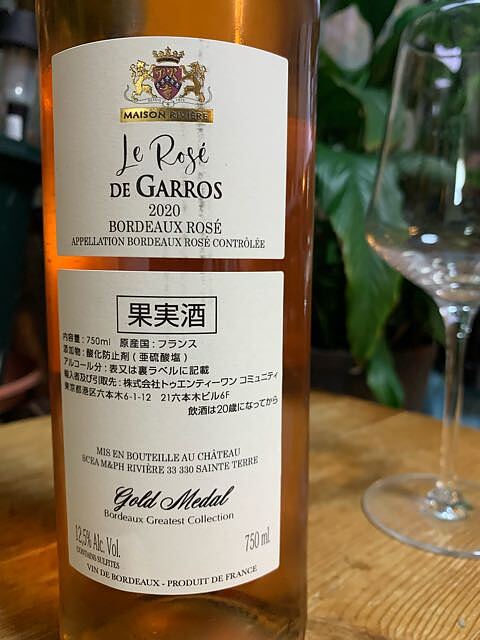 MAISON RIVIÈRE
Le Rosé
DE GARROS
2020
BORDEAUX ROSÉ
APPELLATION BORDEAUX ROSÉ CONTRÔLÉE
果実酒
内容量:750ml 原産国:フランス
添加物:酸化防止剤(亜硫酸塩)
アルコール分:表又は裏ラベルに記載
輸入者及び引取先:株式会社トゥエンティーワン コミュニティ
東京都港区六本木6-1-12 21六本木ビル6F
飲酒は20歳になってから
MIS EN BOUTEILLE AU CHÂTEAU
SCEA M&PH RIVIÈRE 33 330 SAINTE TERRE
Gold Medal
Bordeaux Greatest Collection
12,5% Alc. Vol.
750 ml
CONTAINS SULFITES
VIN DE BORDEAUX - PRODUIT DE FRANCE